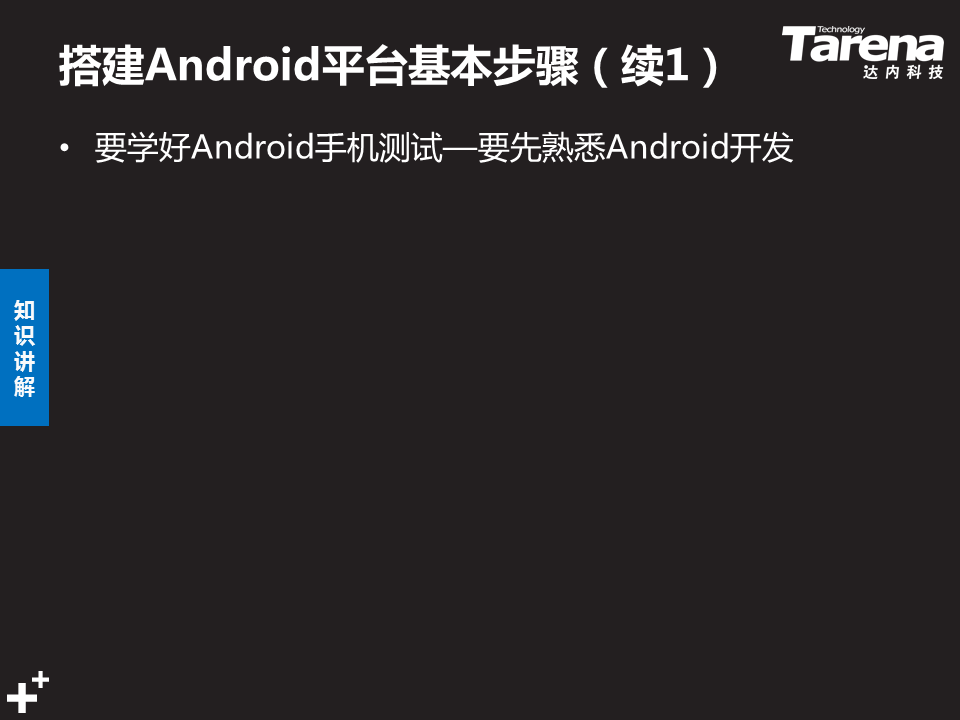 搭建Android平台基本步骤（续1）
Technology
Tarena
达内科技
• 要学好Android手机测试—要先熟悉Android开发
知识讲解